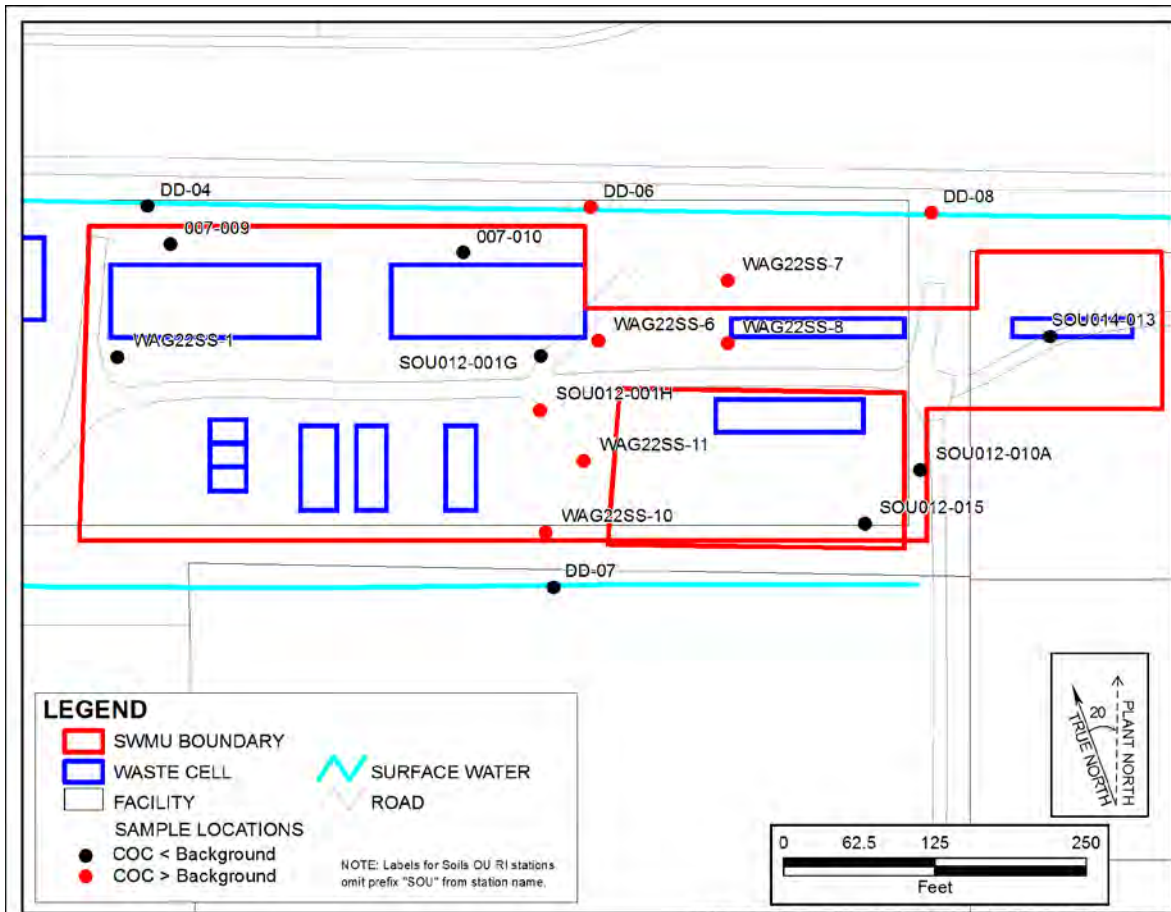 DD-04
DD-06
DD-08
007-009
007-010
WAG22SS-7
WAG22SS-6
WAG22SS-8
SOU014-013
WAG22SS-1
SOU012-001G
SOU012-001H
WAG22SS-11
SOU012-010A
WAG22SS-10
SOU012-015
DD-07
LEGEND
SWMU BOUNDARY
WASTE CELL
SURFACE WATER
FACILITY
ROAD
SAMPLE LOCATIONS
COC < Background
COC > Background
NOTE: Labels for Soils OU RI stations
omit prefix "SOU" from station name.
20
TRUE NORTH
PLANT NORTH
0 62.5 125 250
Feet